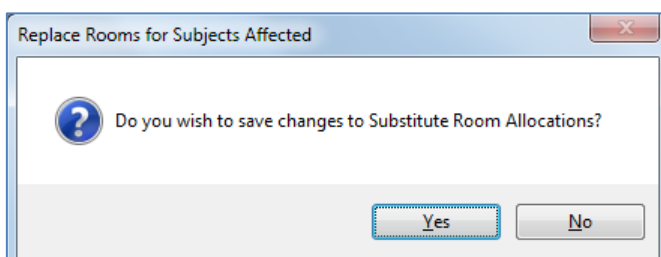 Replace Rooms for Subjects Affected
Do you wish to save changes to Substitute Room Allocations?
Yes No